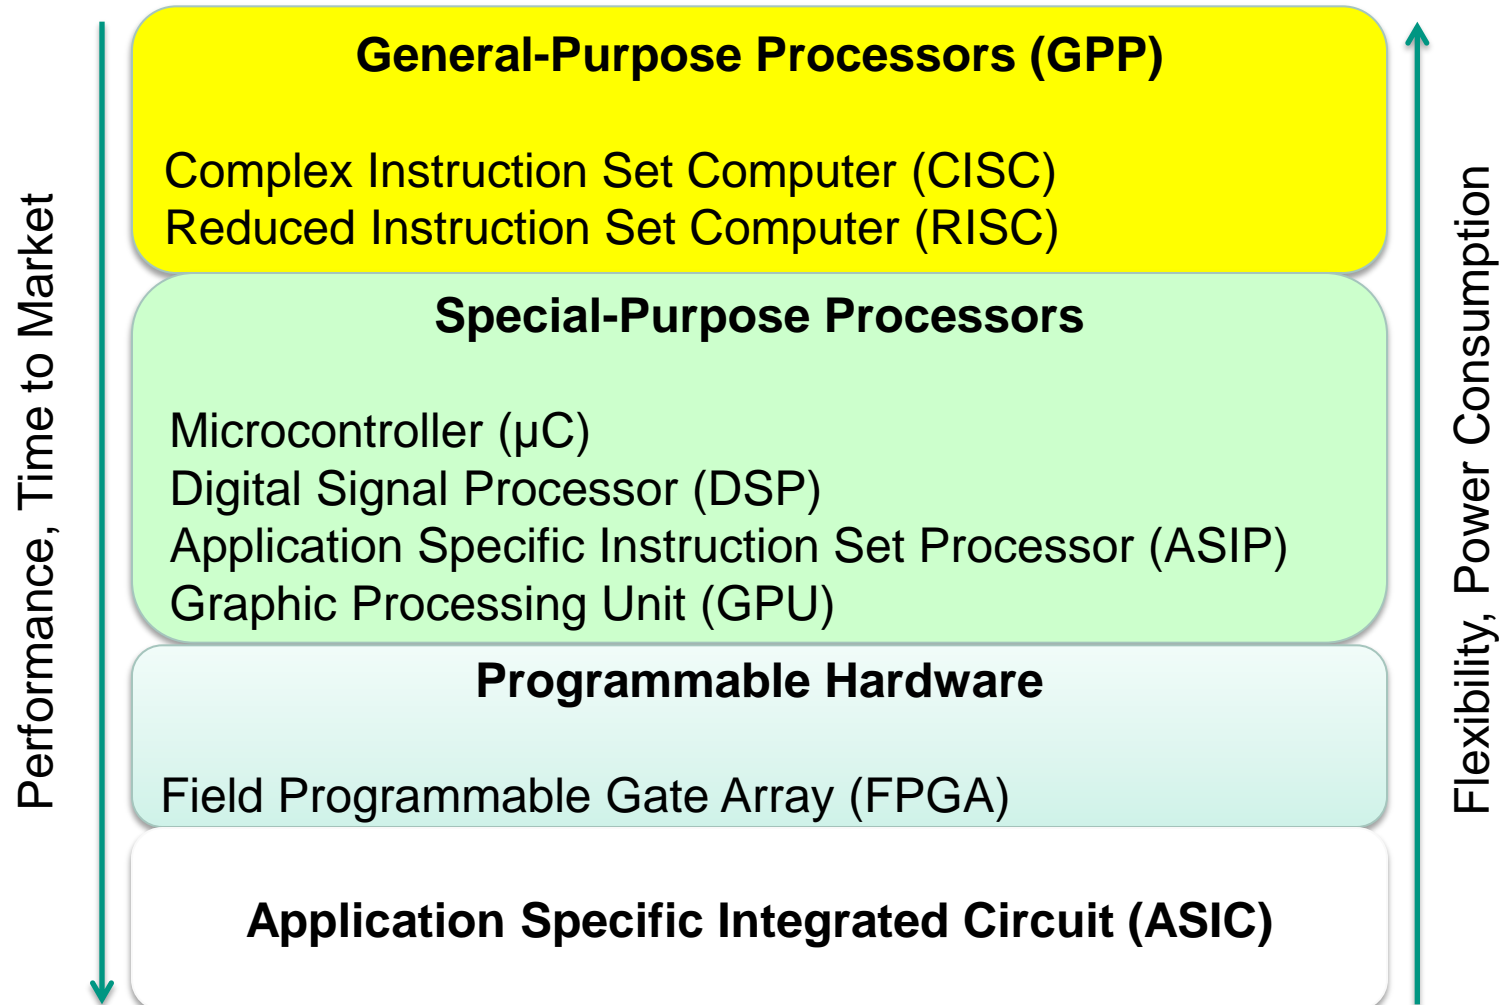 General-Purpose Processors (GPP)
Complex Instruction Set Computer (CISC)
Reduced Instruction Set Computer (RISC)
Special-Purpose Processors
Microcontroller (µC)
Digital Signal Processor (DSP)
Application Specific Instruction Set Processor (ASIP)
Graphic Processing Unit (GPU)
Programmable Hardware
Field Programmable Gate Array (FPGA)
Application Specific Integrated Circuit (ASIC)
Performance, Time to Market
Flexibility, Power Consumption